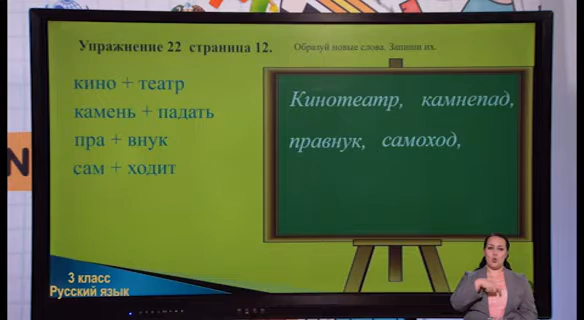 Упражнение 22 страница 12.
Образуй новые слова. Запиши их.
кино + театр
камень + падать
пра + внук
сам + ходит
Кинотеатр, камнепад,
правнук, самоход,
3 класс
Русский язык
N